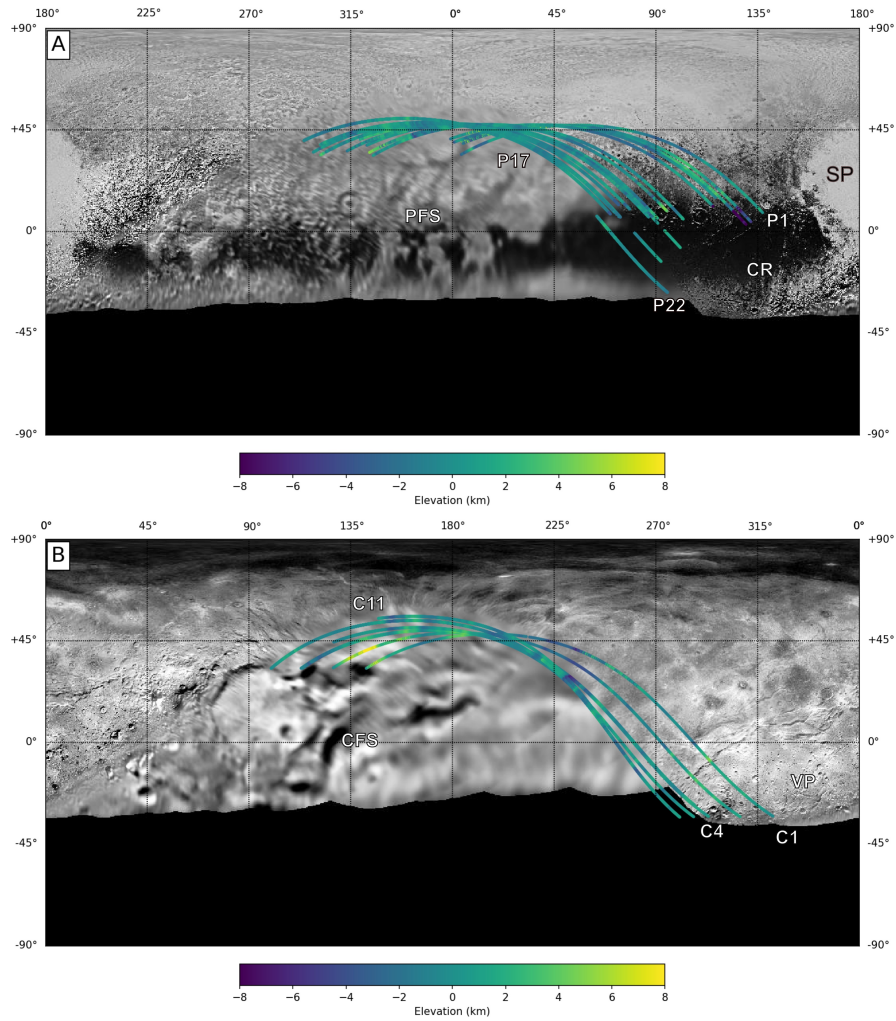 180° 225° 270° 315° 0° 45° 90° 135° 180°
+90° +90°
A
+45° +45°
P17
SP
PFS
P1
0° 0°
CR
P22
-45° -45°
-90° -90°
−8 −6 −4 −2 0 2 4 6 8
Elevation (km)
0° 45° 90° 135° 180° 225° 270° 315° 0°
+90° +90°
B
C11
+45° +45°
CFS
0° 0°
VP
C4
C1
-45° -45°
-90° -90°
−8 −6 −4 −2 0 2 4 6 8
Elevation (km)